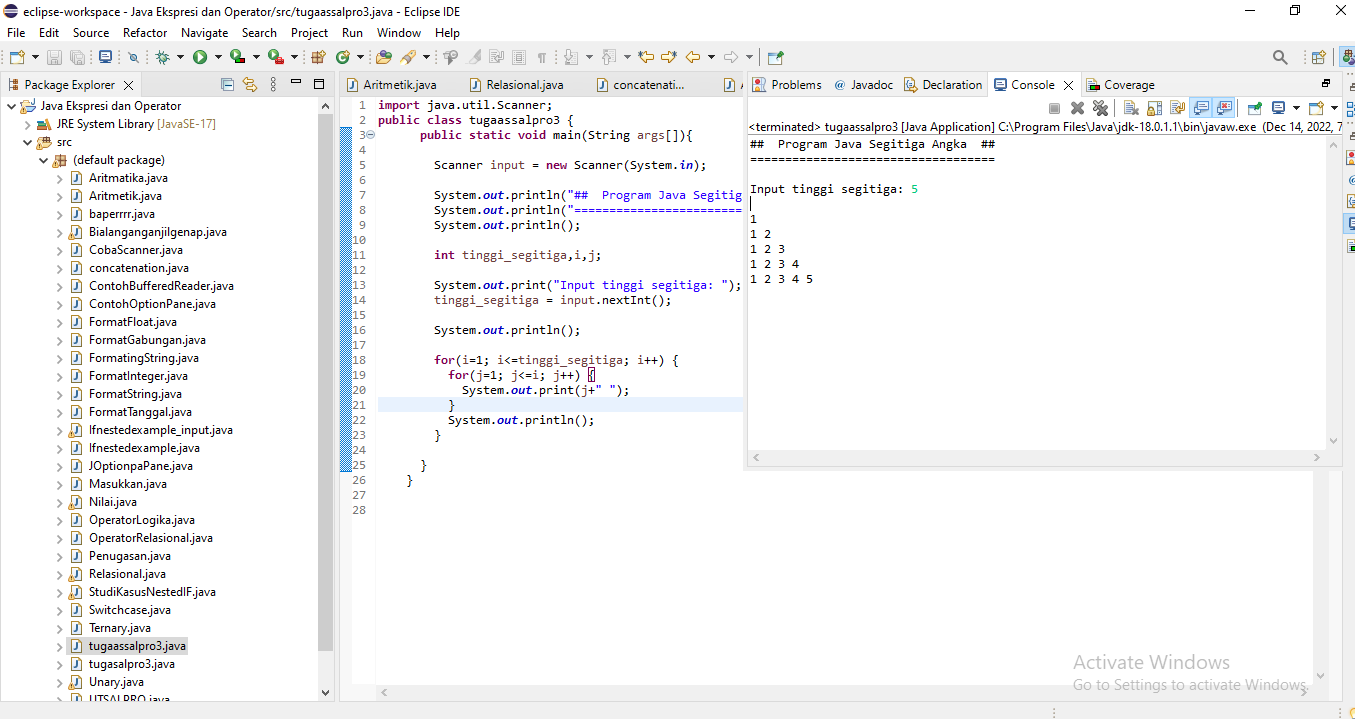 eclipse-workspace - Java Ekspresi dan Operator/src/tugaassalpro3.java - Eclipse IDE
File Edit Source Refactor Navigate Search Project Run Window Help
Package Explorer
Java Ekspresi dan Operator
JRE System Library [JavaSE-17]
src
(default package)
Aritmatika.java
Aritmetik.java
baperrrr.java
Bialanganganjilgenap.java
CobaScanner.java
concatenation.java
ContohBufferedReader.java
ContohOptionPane.java
FormatFloat.java
FormatGabungan.java
FormatingString.java
FormatInteger.java
FormatString.java
FormatTanggal.java
Ifnestedexample_input.java
Ifnestedexample.java
JOptionpaPane.java
Masukkan.java
Nilai.java
OperatorLogika.java
OperatorRelasional.java
Penugasan.java
Relasional.java
StudiKasusNestedIF.java
Switchcase.java
Ternary.java
tugaassalpro3.java
tugasalpro3.java
Unary.java
UTSALPRO.java
Aritmetik.java Relasional.java concatenati...
1 import java.util.Scanner;
2 public class tugaassalpro3 {
3 public static void main(String args[]){
4
5 Scanner input = new Scanner(System.in);
6
7 System.out.println("## Program Java Segitig
8 System.out.println("========================
9 System.out.println();
10
11 int tinggi_segitiga,i,j;
12
13 System.out.print("Input tinggi segitiga: ");
14 tinggi_segitiga = input.nextInt();
15
16 System.out.println();
17
18 for(i=1; i<=tinggi_segitiga; i++) {
19 for(j=1; j<=i; j++) {
20 System.out.print(j+" ");
21 }
22 System.out.println();
23 }
24
25 }
26 }
27
28
Problems @ Javadoc Declaration Console Coverage
<terminated> tugaassalpro3 [Java Application] C:\Program Files\Java\jdk-18.0.1.1\bin\javaw.exe (Dec 14, 2022, 7
## Program Java Segitiga Angka ##
===================================
Input tinggi segitiga: 5
1
1 2
1 2 3
1 2 3 4
1 2 3 4 5
Activate Windows
Go to Settings to activate Windows.